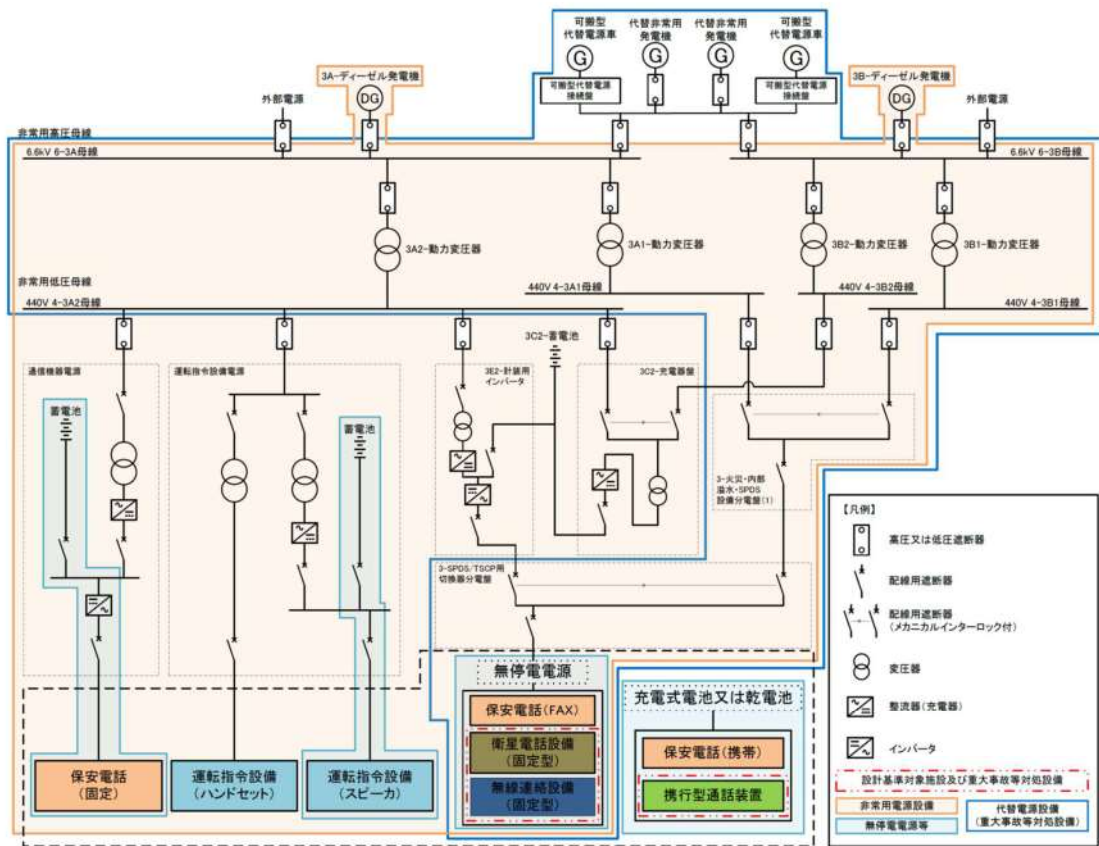 可搬型
代替電源車
代替非常用
発電機
代替非常用
発電機
可搬型
代替電源車
G
G
G
G
3A-ディーゼル発電機
3B-ディーゼル発電機
可搬型代替電源
接続盤
可搬型代替電源
接続盤
外部電源
DG
DG
外部電源
非常用高圧母線
6.6kV 6-3A母線
6.6kV 6-3B母線
3A2-動力変圧器
3A1-動力変圧器
3B2-動力変圧器
3B1-動力変圧器
非常用低圧母線
440V 4-3A1母線
440V 4-3B2母線
440V 4-3A2母線
440V 4-3B1母線
3C2-蓄電池
通信機器電源
運転指令設備電源
3E2-計装用
インバータ
3C2-充電器盤
蓄電池
蓄電池
3-火災・内部
溢水・SPDS
設備分電盤(1)
3-SPDS/TSCP用
切換器分電盤
無停電電源
保安電話(FAX)
衛星電話設備
(固定型)
無線連絡設備
(固定型)
充電式電池又は乾電池
保安電話(携帯)
携行型通話装置
保安電話
(固定)
運転指令設備
(ハンドセット)
運転指令設備
(スピーカ)
【凡例】
高圧又は低圧遮断器
配線用遮断器
配線用遮断器
(メカニカルインターロック付)
変圧器
整流器(充電器)
インバータ
設計基準対象施設及び重大事故等対処設備
非常用電源設備
無停電電源等
代替電源設備
(重大事故等対処設備)